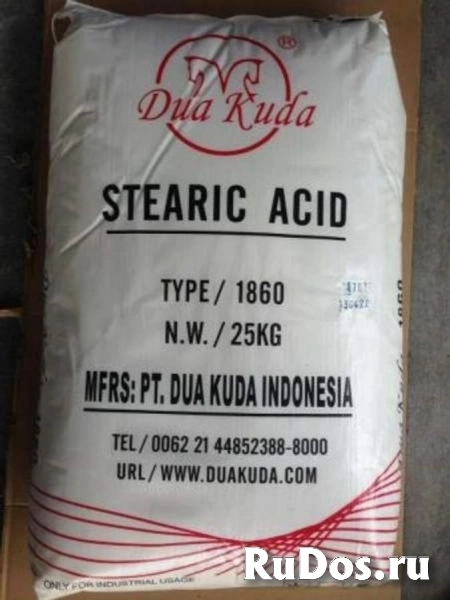 ®
Dua Kuda
STEARIC ACID
TYPE/ 1860
N.W. / 25KG
MFRS: PT. DUA KUDA INDONESIA
TEL / 0062 21 44852388-8000
URL / WWW.DUAKUDA.COM
ONLY FOR INDUSTRIAL USAGE
RuDos.ru